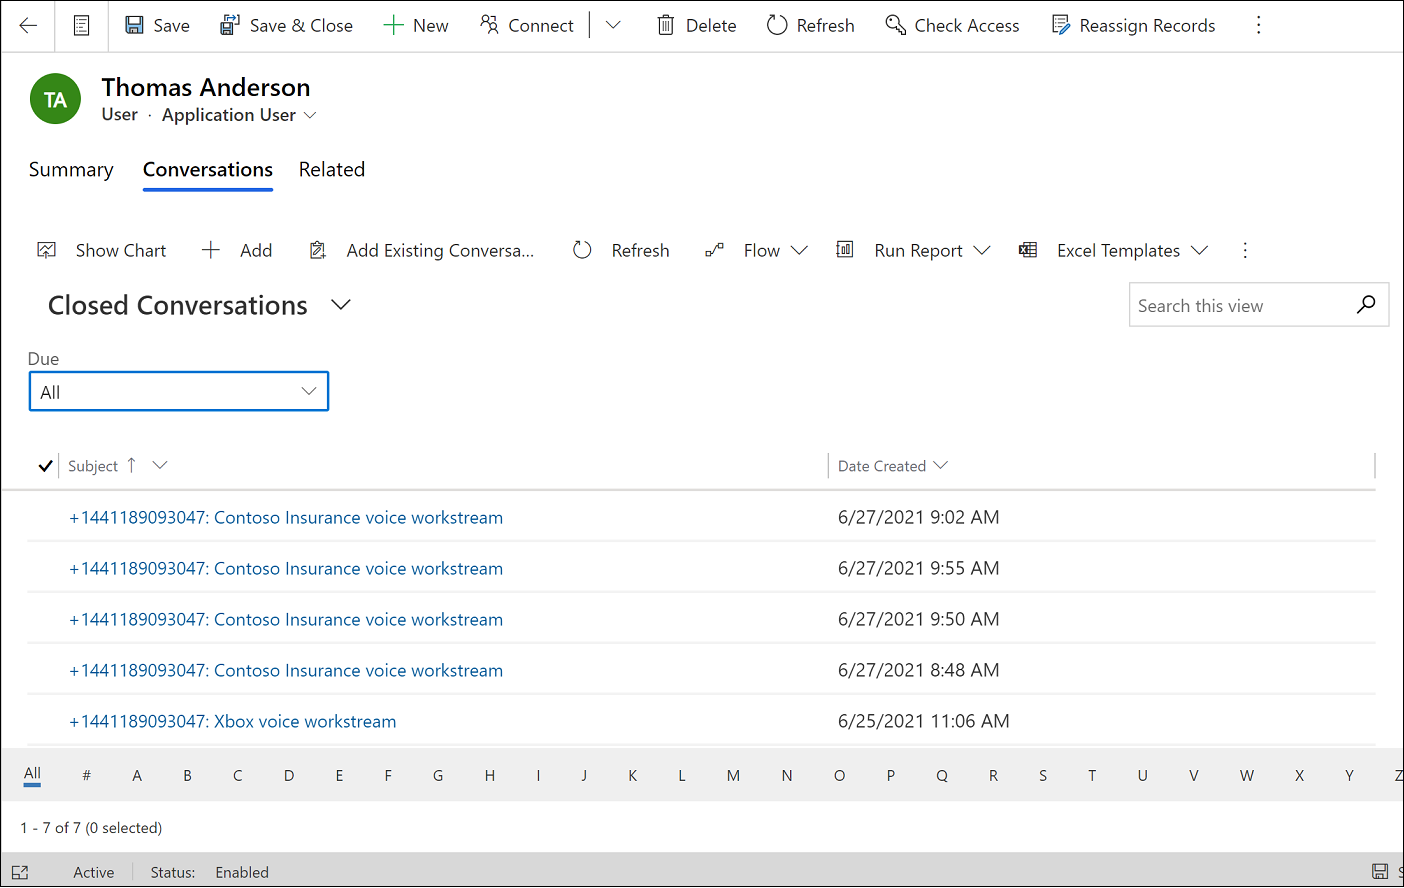 Save Save & Close New Connect Delete Refresh Check Access Reassign Records
TA
Thomas Anderson
User · Application User
Summary Conversations Related
Show Chart Add Add Existing Conversa... Refresh Flow Run Report Excel Templates
Closed Conversations
Search this view
Due
All
Subject ↑ Date Created
+1441189093047: Contoso Insurance voice workstream 6/27/2021 9:02 AM
+1441189093047: Contoso Insurance voice workstream 6/27/2021 9:55 AM
+1441189093047: Contoso Insurance voice workstream 6/27/2021 9:50 AM
+1441189093047: Contoso Insurance voice workstream 6/27/2021 8:48 AM
+1441189093047: Xbox voice workstream 6/25/2021 11:06 AM
All # A B C D E F G H I J K L M N O P Q R S T U V W X Y Z
1 - 7 of 7 (0 selected)
Active Status: Enabled